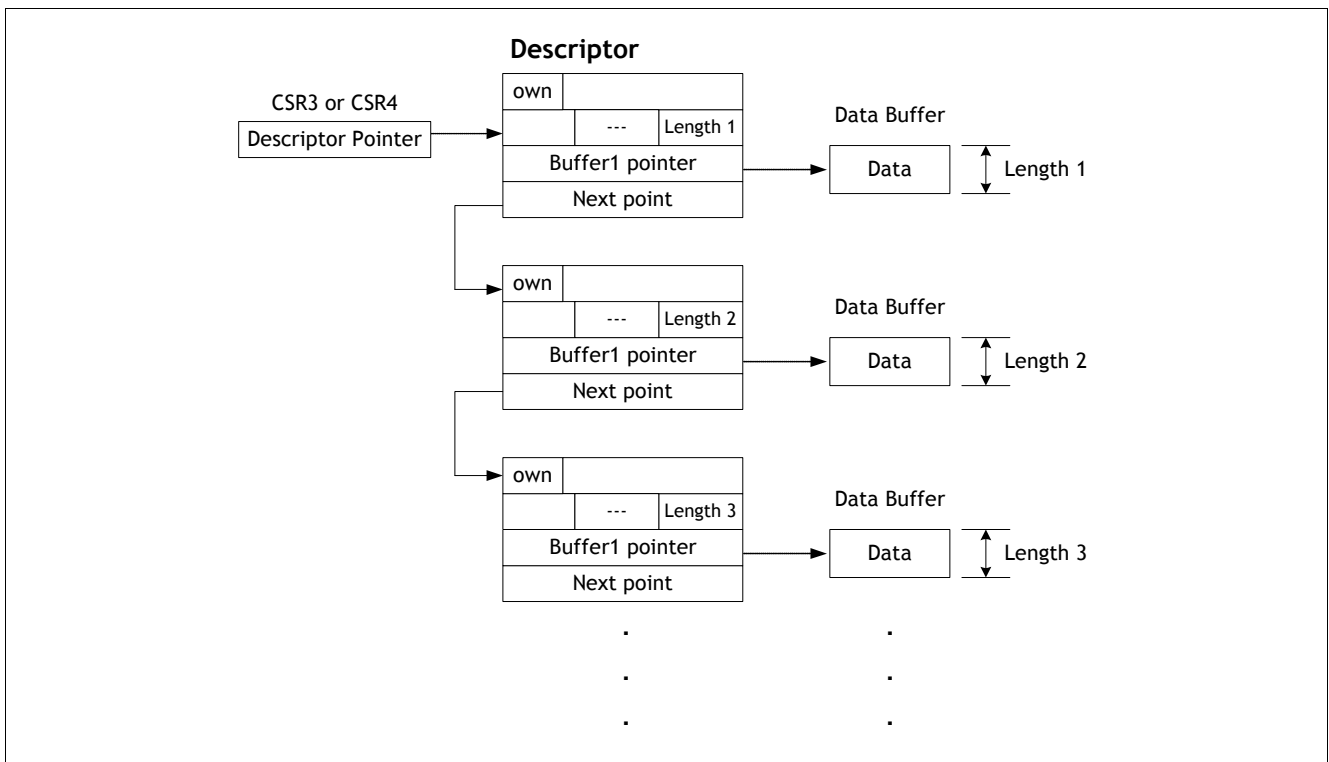 Descriptor
CSR3 or CSR4
Descriptor Pointer
own
--- Length 1
Buffer1 pointer
Next point
Data Buffer
Data
Length 1
own
--- Length 2
Buffer1 pointer
Next point
Data Buffer
Data
Length 2
own
--- Length 3
Buffer1 pointer
Next point
Data Buffer
Data
Length 3
. .
. .
. .